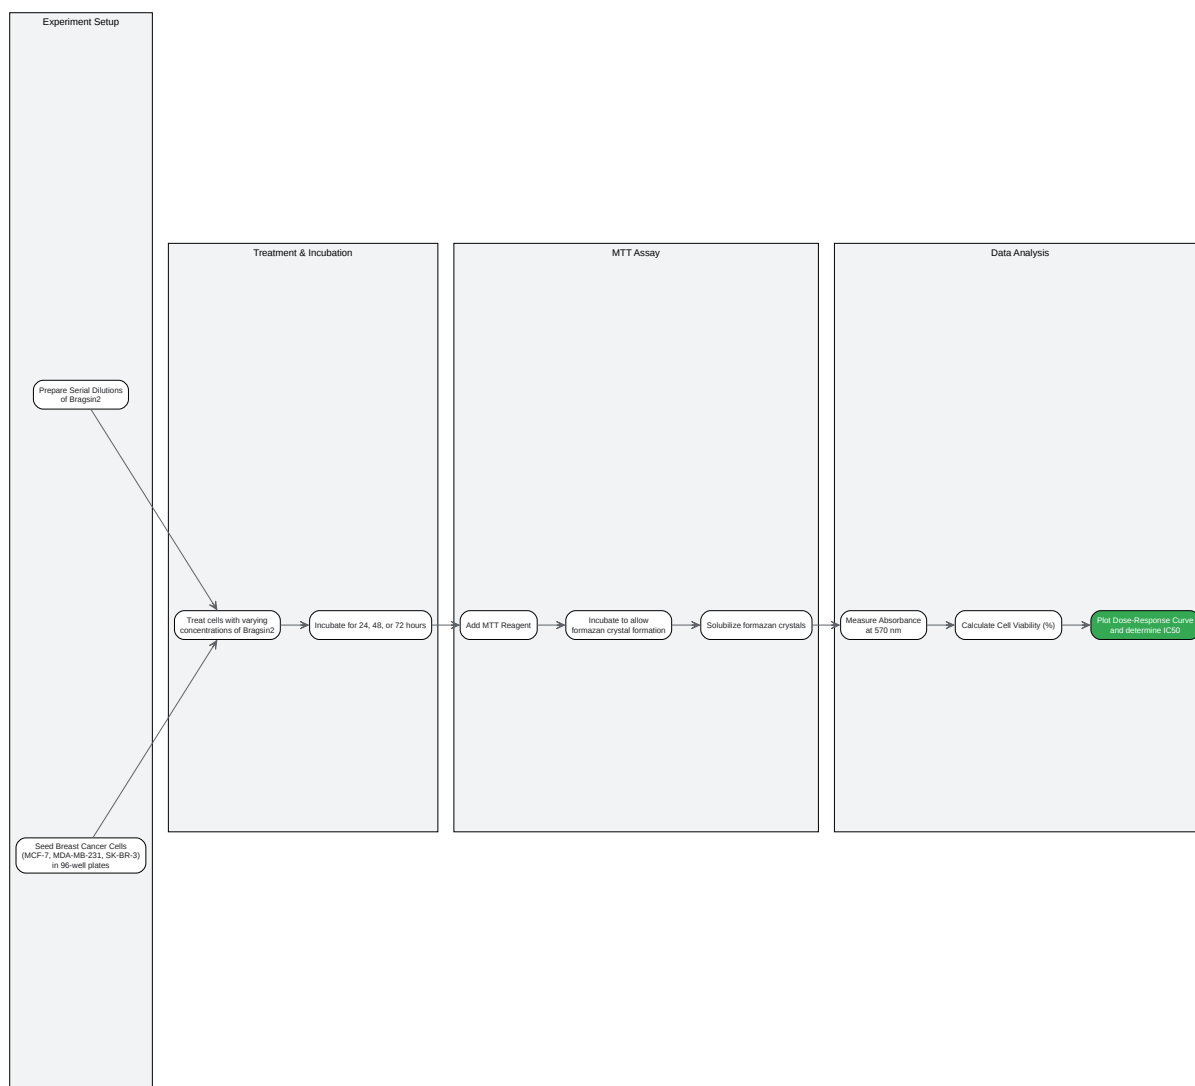 Experiment Setup
Prepare Serial Dilutions
of Bragsin2
Seed Breast Cancer Cells
(MCF-7, MDA-MB-231, SK-BR-3)
in 96-well plates
Treatment & Incubation
Treat cells with varying
concentrations of Bragsin2
Incubate for 24, 48, or 72 hours
MTT Assay
Add MTT Reagent
Incubate to allow
formazan crystal formation
Solubilize formazan crystals
Data Analysis
Measure Absorbance
at 570 nm
Calculate Cell Viability (%)
Plot Dose-Response Curve
and determine IC50